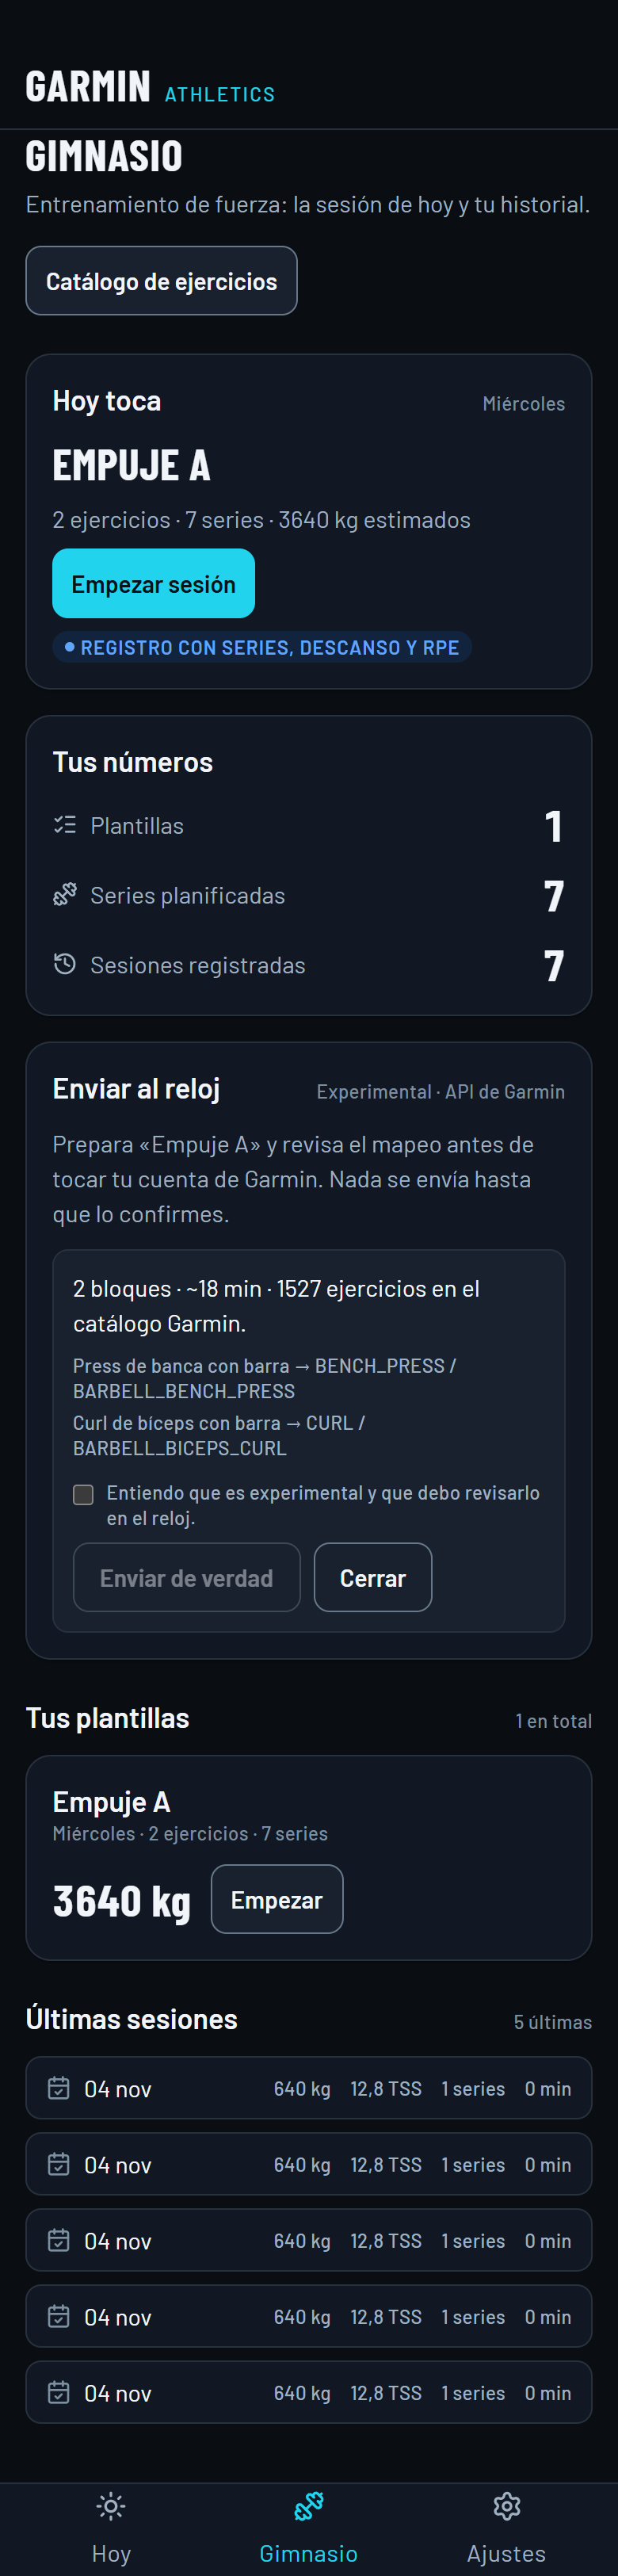 GARMIN ATHLETICS
GIMNASIO
Entrenamiento de fuerza: la sesión de hoy y tu historial.
Catálogo de ejercicios
Hoy toca
Miércoles
EMPUJE A
2 ejercicios · 7 series · 3640 kg estimados
Empezar sesión
REGISTRO CON SERIES, DESCANSO Y RPE
Tus números
Plantillas 1
Series planificadas 7
Sesiones registradas 7
Enviar al reloj
Experimental · API de Garmin
Prepara «Empuje A» y revisa el mapeo antes de
tocar tu cuenta de Garmin. Nada se envía hasta
que lo confirmes.
2 bloques · ~18 min · 1527 ejercicios en el
catálogo Garmin.
Press de banca con barra → BENCH_PRESS /
BARBELL_BENCH_PRESS
Curl de bíceps con barra → CURL /
BARBELL_BICEPS_CURL
Entiendo que es experimental y que debo revisarlo
en el reloj.
Enviar de verdad
Cerrar
Tus plantillas
1 en total
Empuje A
Miércoles · 2 ejercicios · 7 series
3640 kg
Empezar
Últimas sesiones
5 últimas
04 nov 640 kg 12,8 TSS 1 series 0 min
04 nov 640 kg 12,8 TSS 1 series 0 min
04 nov 640 kg 12,8 TSS 1 series 0 min
04 nov 640 kg 12,8 TSS 1 series 0 min
04 nov 640 kg 12,8 TSS 1 series 0 min
Hoy
Gimnasio
Ajustes